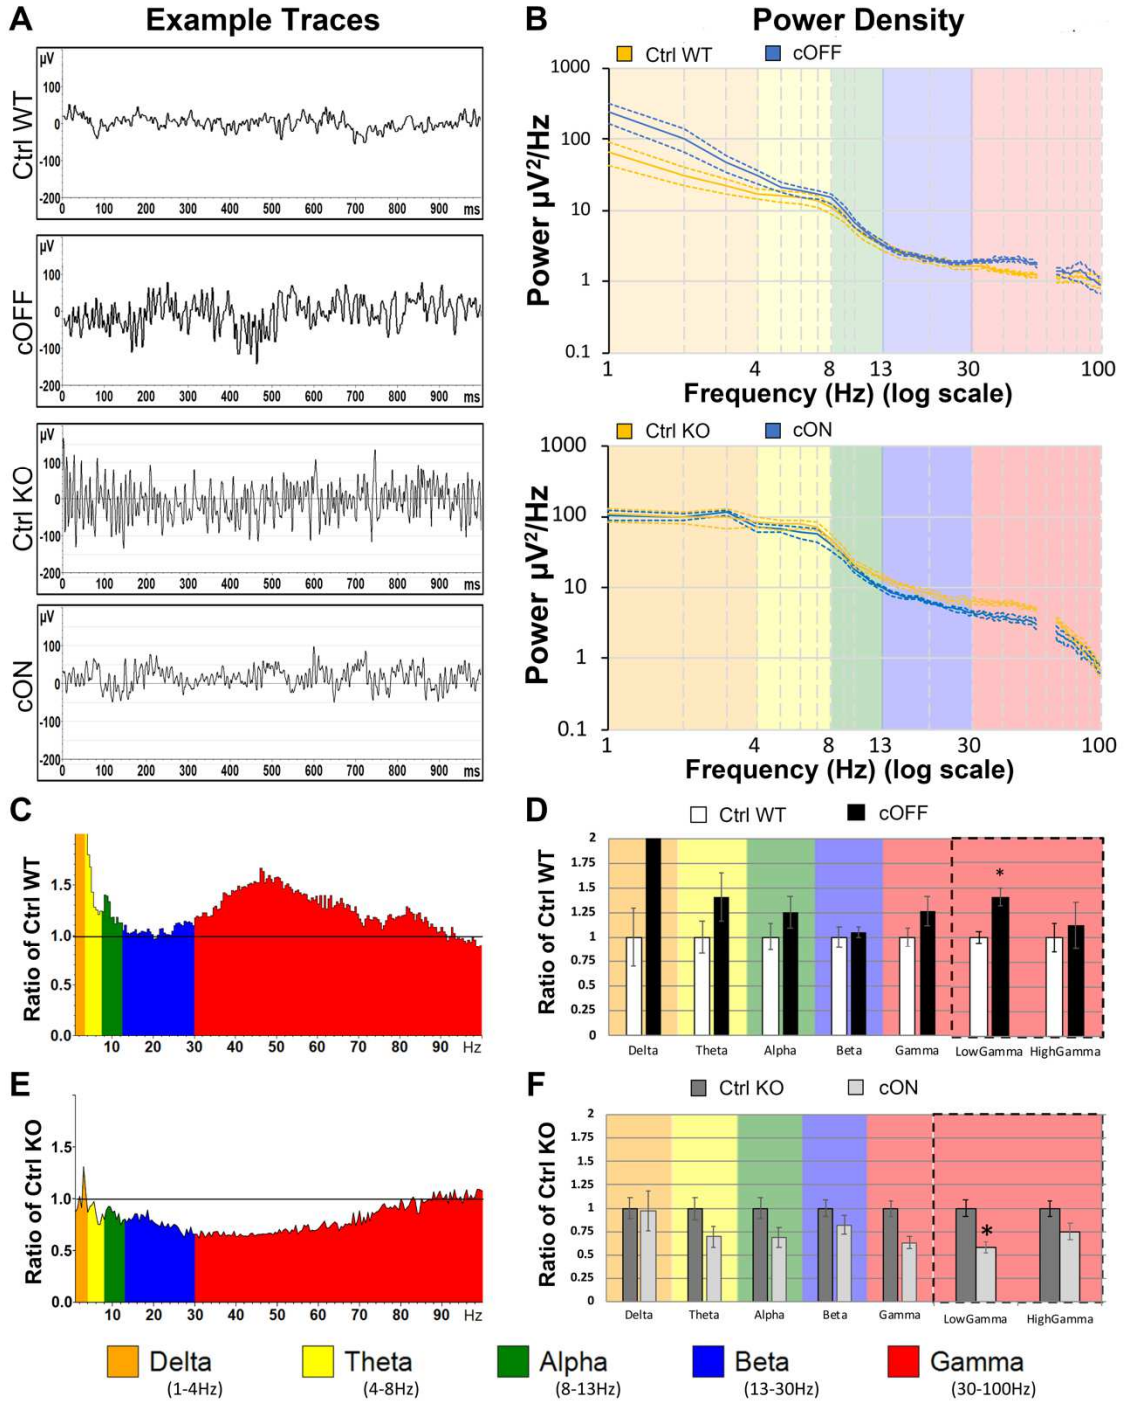 A Example Traces
Ctrl WT
µV
100
0
-100
-200
0 100 200 300 400 500 600 700 800 900 ms
cOFF
µV
100
0
-100
-200
0 100 200 300 400 500 600 700 800 900 ms
Ctrl KO
µV
100
0
-100
-200
0 100 200 300 400 500 600 700 800 900 ms
cON
µV
100
0
-100
-200
0 100 200 300 400 500 600 700 800 900 ms
B Power Density
Ctrl WT cOFF
Power µV²/Hz
1000
100
10
1
0.1
1 4 8 13 30 100
Frequency (Hz) (log scale)
Ctrl KO cON
Power µV²/Hz
1000
100
10
1
0.1
1 4 8 13 30 100
Frequency (Hz) (log scale)
C
Ratio of Ctrl WT
1.5
1.0
0.5
0.0
10 20 30 40 50 60 70 80 90 Hz
D
Ctrl WT cOFF
Ratio of Ctrl WT
2
1.75
1.5
1.25
1
0.75
0.5
0.25
0
*
Delta Theta Alpha Beta Gamma LowGamma HighGamma
E
Ratio of Ctrl KO
1.5
1.0
0.5
0.0
10 20 30 40 50 60 70 80 90 Hz
F
Ctrl KO cON
Ratio of Ctrl KO
2
1.75
1.5
1.25
1
0.75
0.5
0.25
0
*
Delta Theta Alpha Beta Gamma LowGamma HighGamma
Delta Theta Alpha Beta Gamma
(1-4Hz) (4-8Hz) (8-13Hz) (13-30Hz) (30-100Hz)